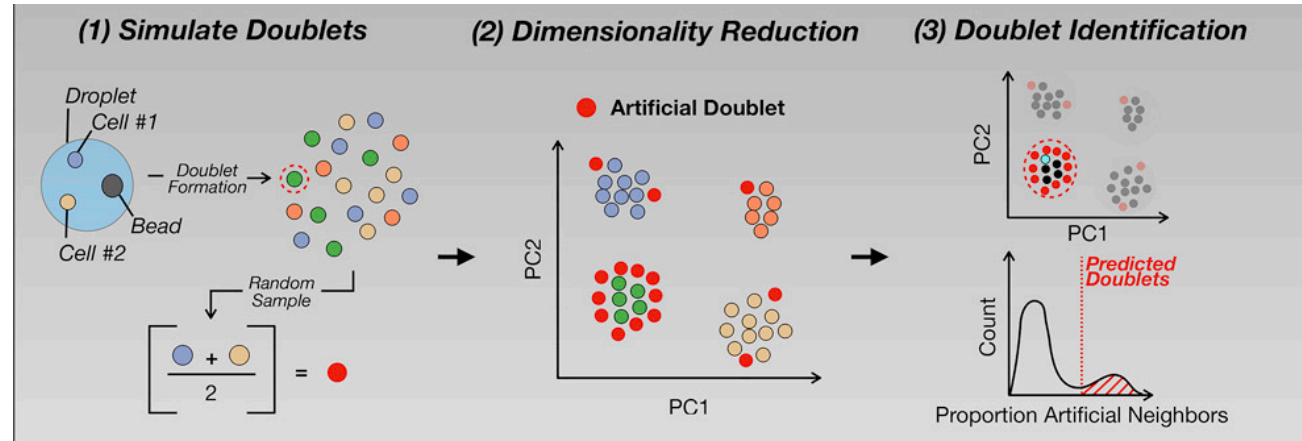 (1) Simulate Doublets
Droplet
Cell #1
Doublet
Formation
Bead
Cell #2
Random
Sample
+
2
=
(2) Dimensionality Reduction
Artificial Doublet
PC2
PC1
(3) Doublet Identification
PC2
PC1
Predicted
Doublets
Count
Proportion Artificial Neighbors